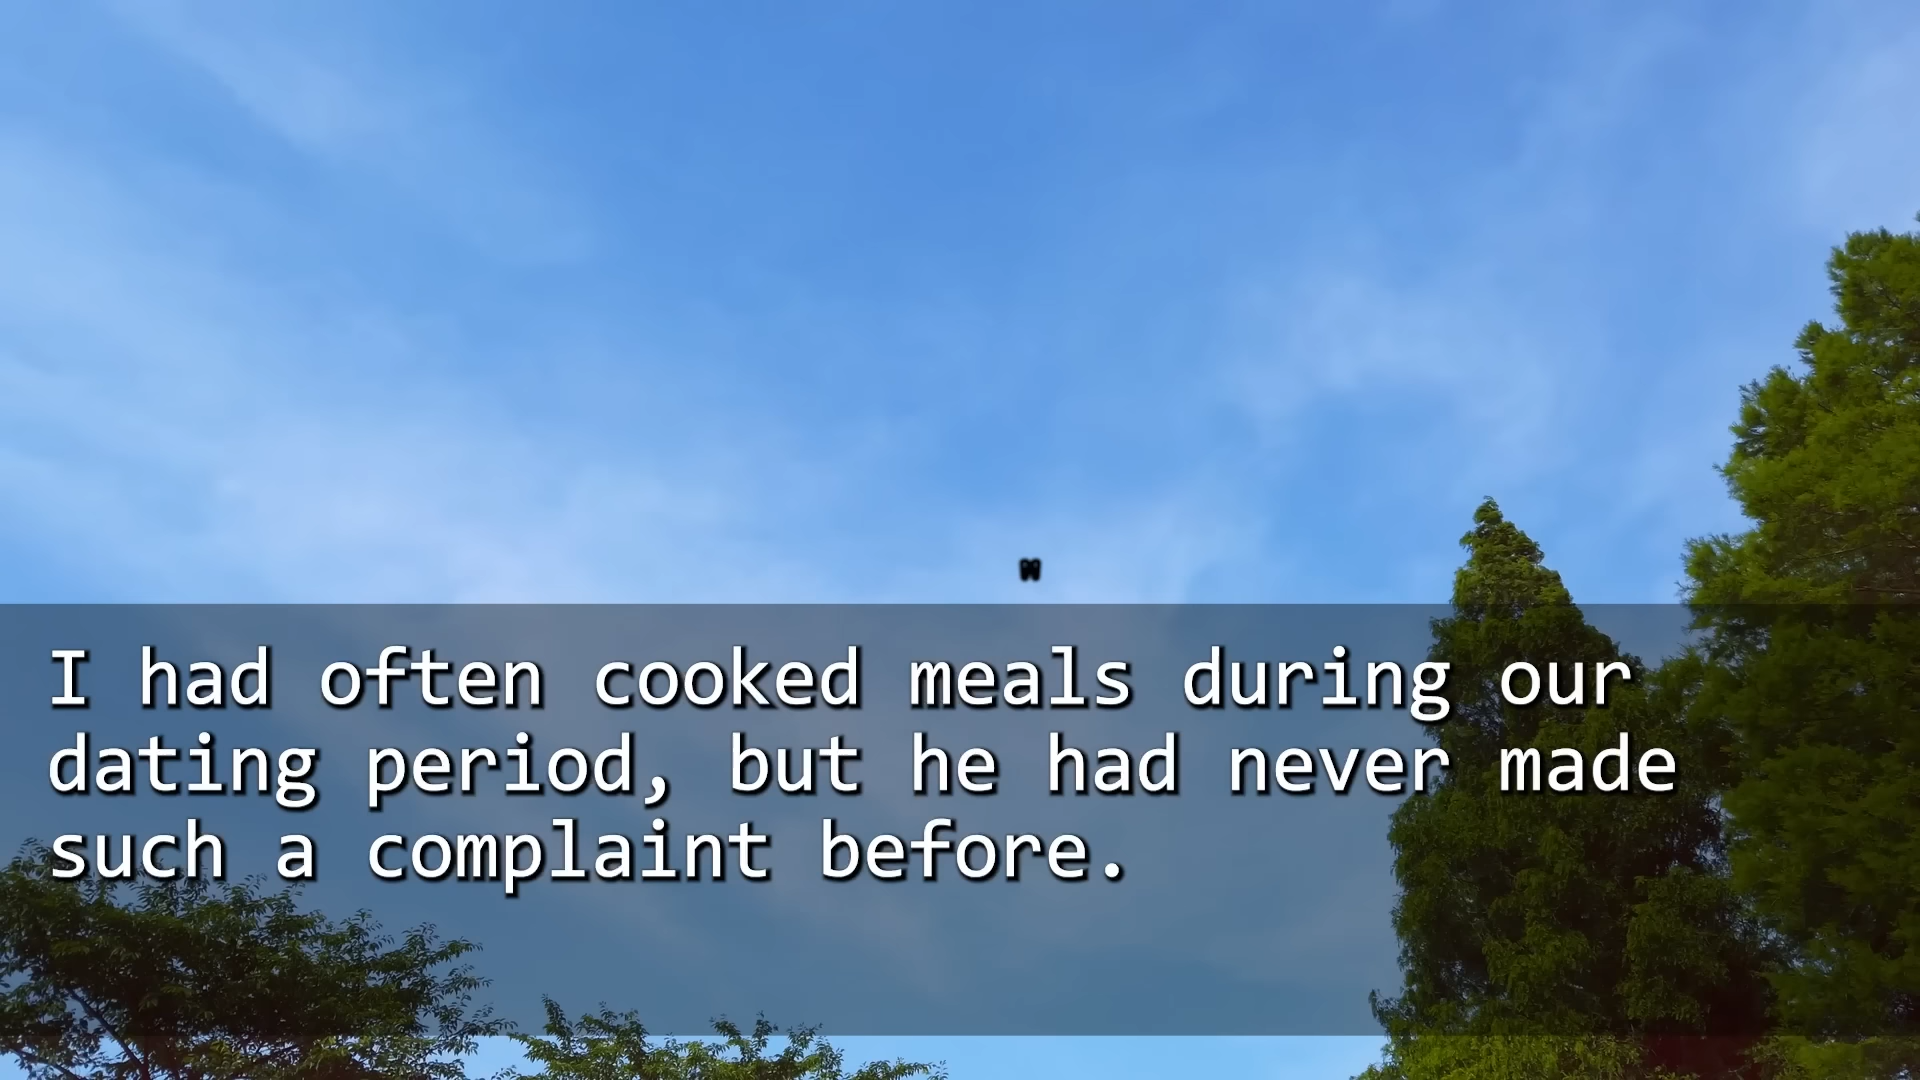 I had often cooked meals during our
dating period, but he had never made
such a complaint before.